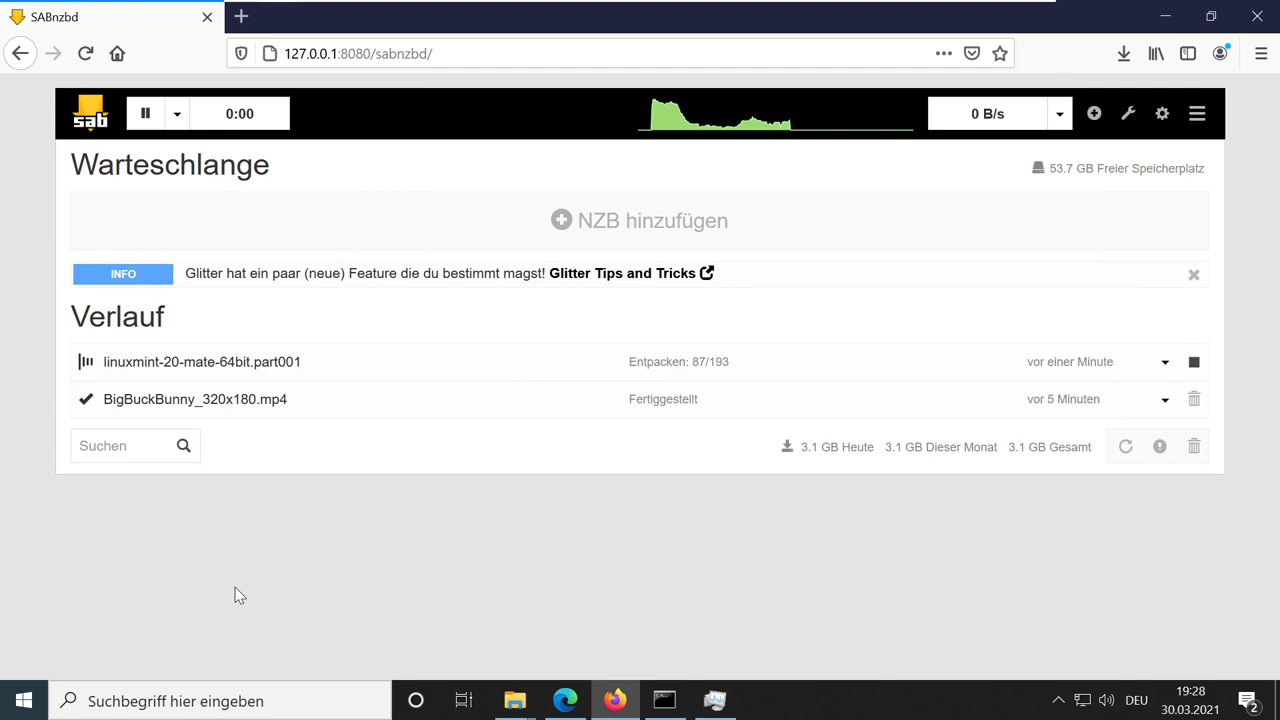 SABnzbd
127.0.0.1:8080/sabnzbd/
sab
0:00
0 B/s
Warteschlange
53.7 GB Freier Speicherplatz
NZB hinzufügen
INFO
Glitter hat ein paar (neue) Feature die du bestimmt magst! Glitter Tips and Tricks
Verlauf
linuxmint-20-mate-64bit.part001
Entpacken: 87/193
vor einer Minute
BigBuckBunny_320x180.mp4
Fertiggestellt
vor 5 Minuten
Suchen
3.1 GB Heute 3.1 GB Dieser Monat 3.1 GB Gesamt
Suchbegriff hier eingeben
DEU
19:28
30.03.2021
2